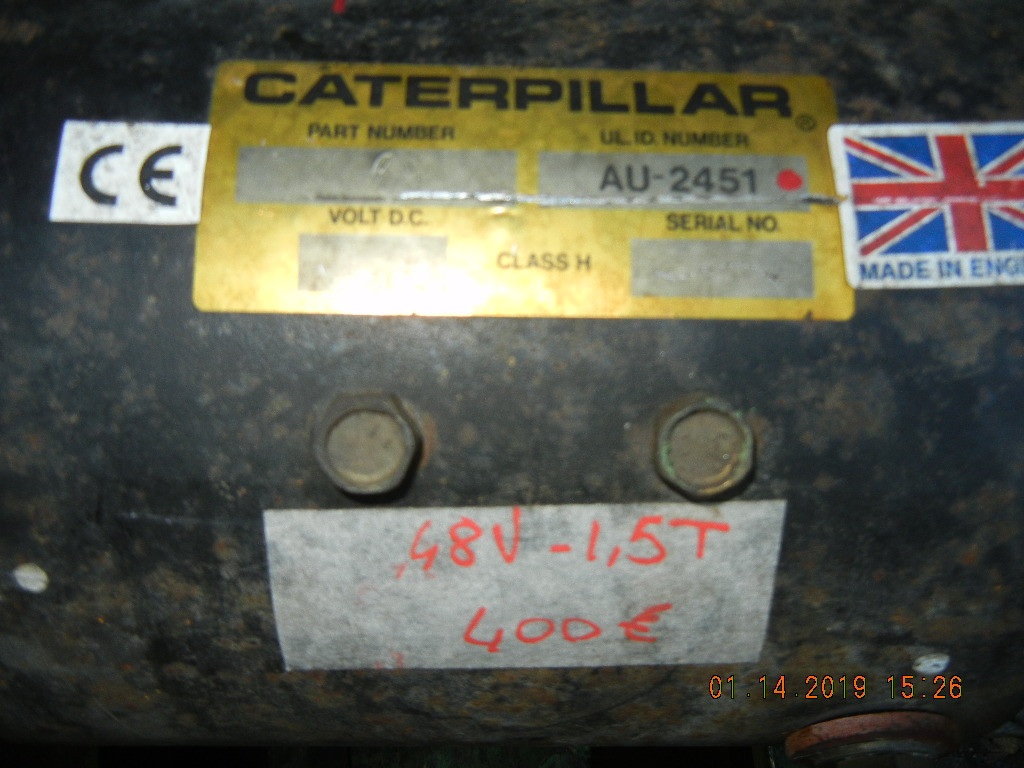 CATERPILLAR®
PART NUMBER
UL.ID. NUMBER
AU-2451
CE
VOLT D.C.
SERIAL NO.
CLASS H
MADE IN ENG
48V - 1,5T
400 €
01.14.2019 15:26